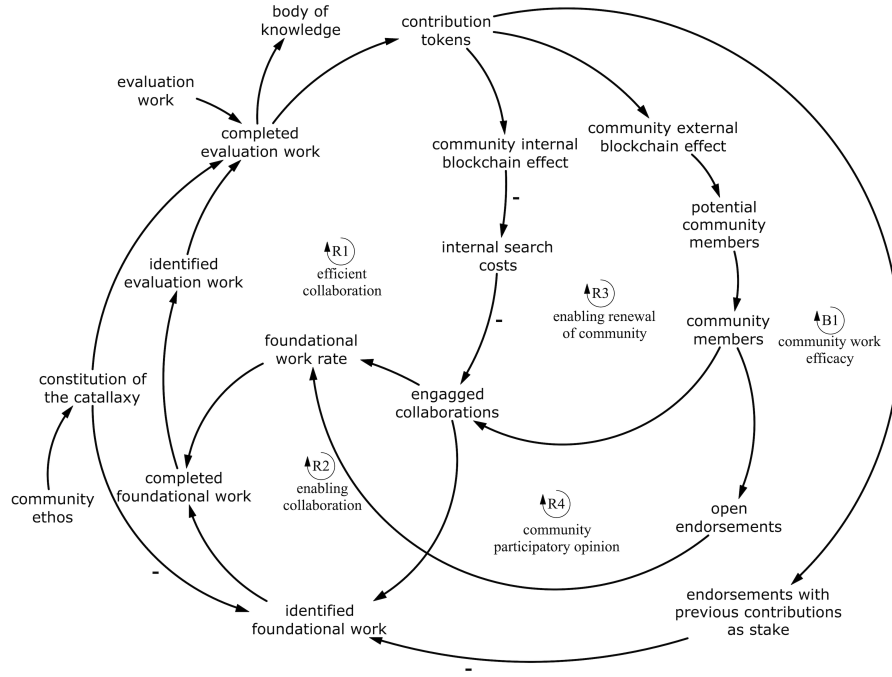 body of
knowledge
contribution
tokens
evaluation
work
completed
evaluation work
community internal
blockchain effect
community external
blockchain effect
-
potential
community
members
identified
evaluation work
R1
efficient
collaboration
internal search
costs
R3
enabling renewal
of community
-
community
members
B1
community work
efficacy
foundational
work rate
constitution of
the catallaxy
engagged
collaborations
community
ethos
completed
foundational work
R2
enabling
collaboration
R4
community
participatory opinion
open
endorsements
-
identified
foundational work
endorsements with
previous contributions
as stake
-